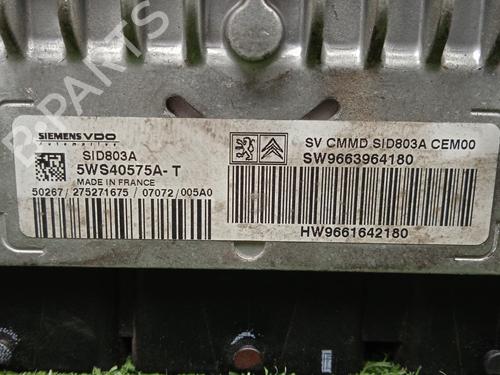 B-PARTS
SIEMENS VDO
Automotive
SID803A
5WS40575A-T
MADE IN FRANCE
50267/275271675 /07072/005A0
SV CMMD SID803A CEM00
SW9663964180
HW9661642180